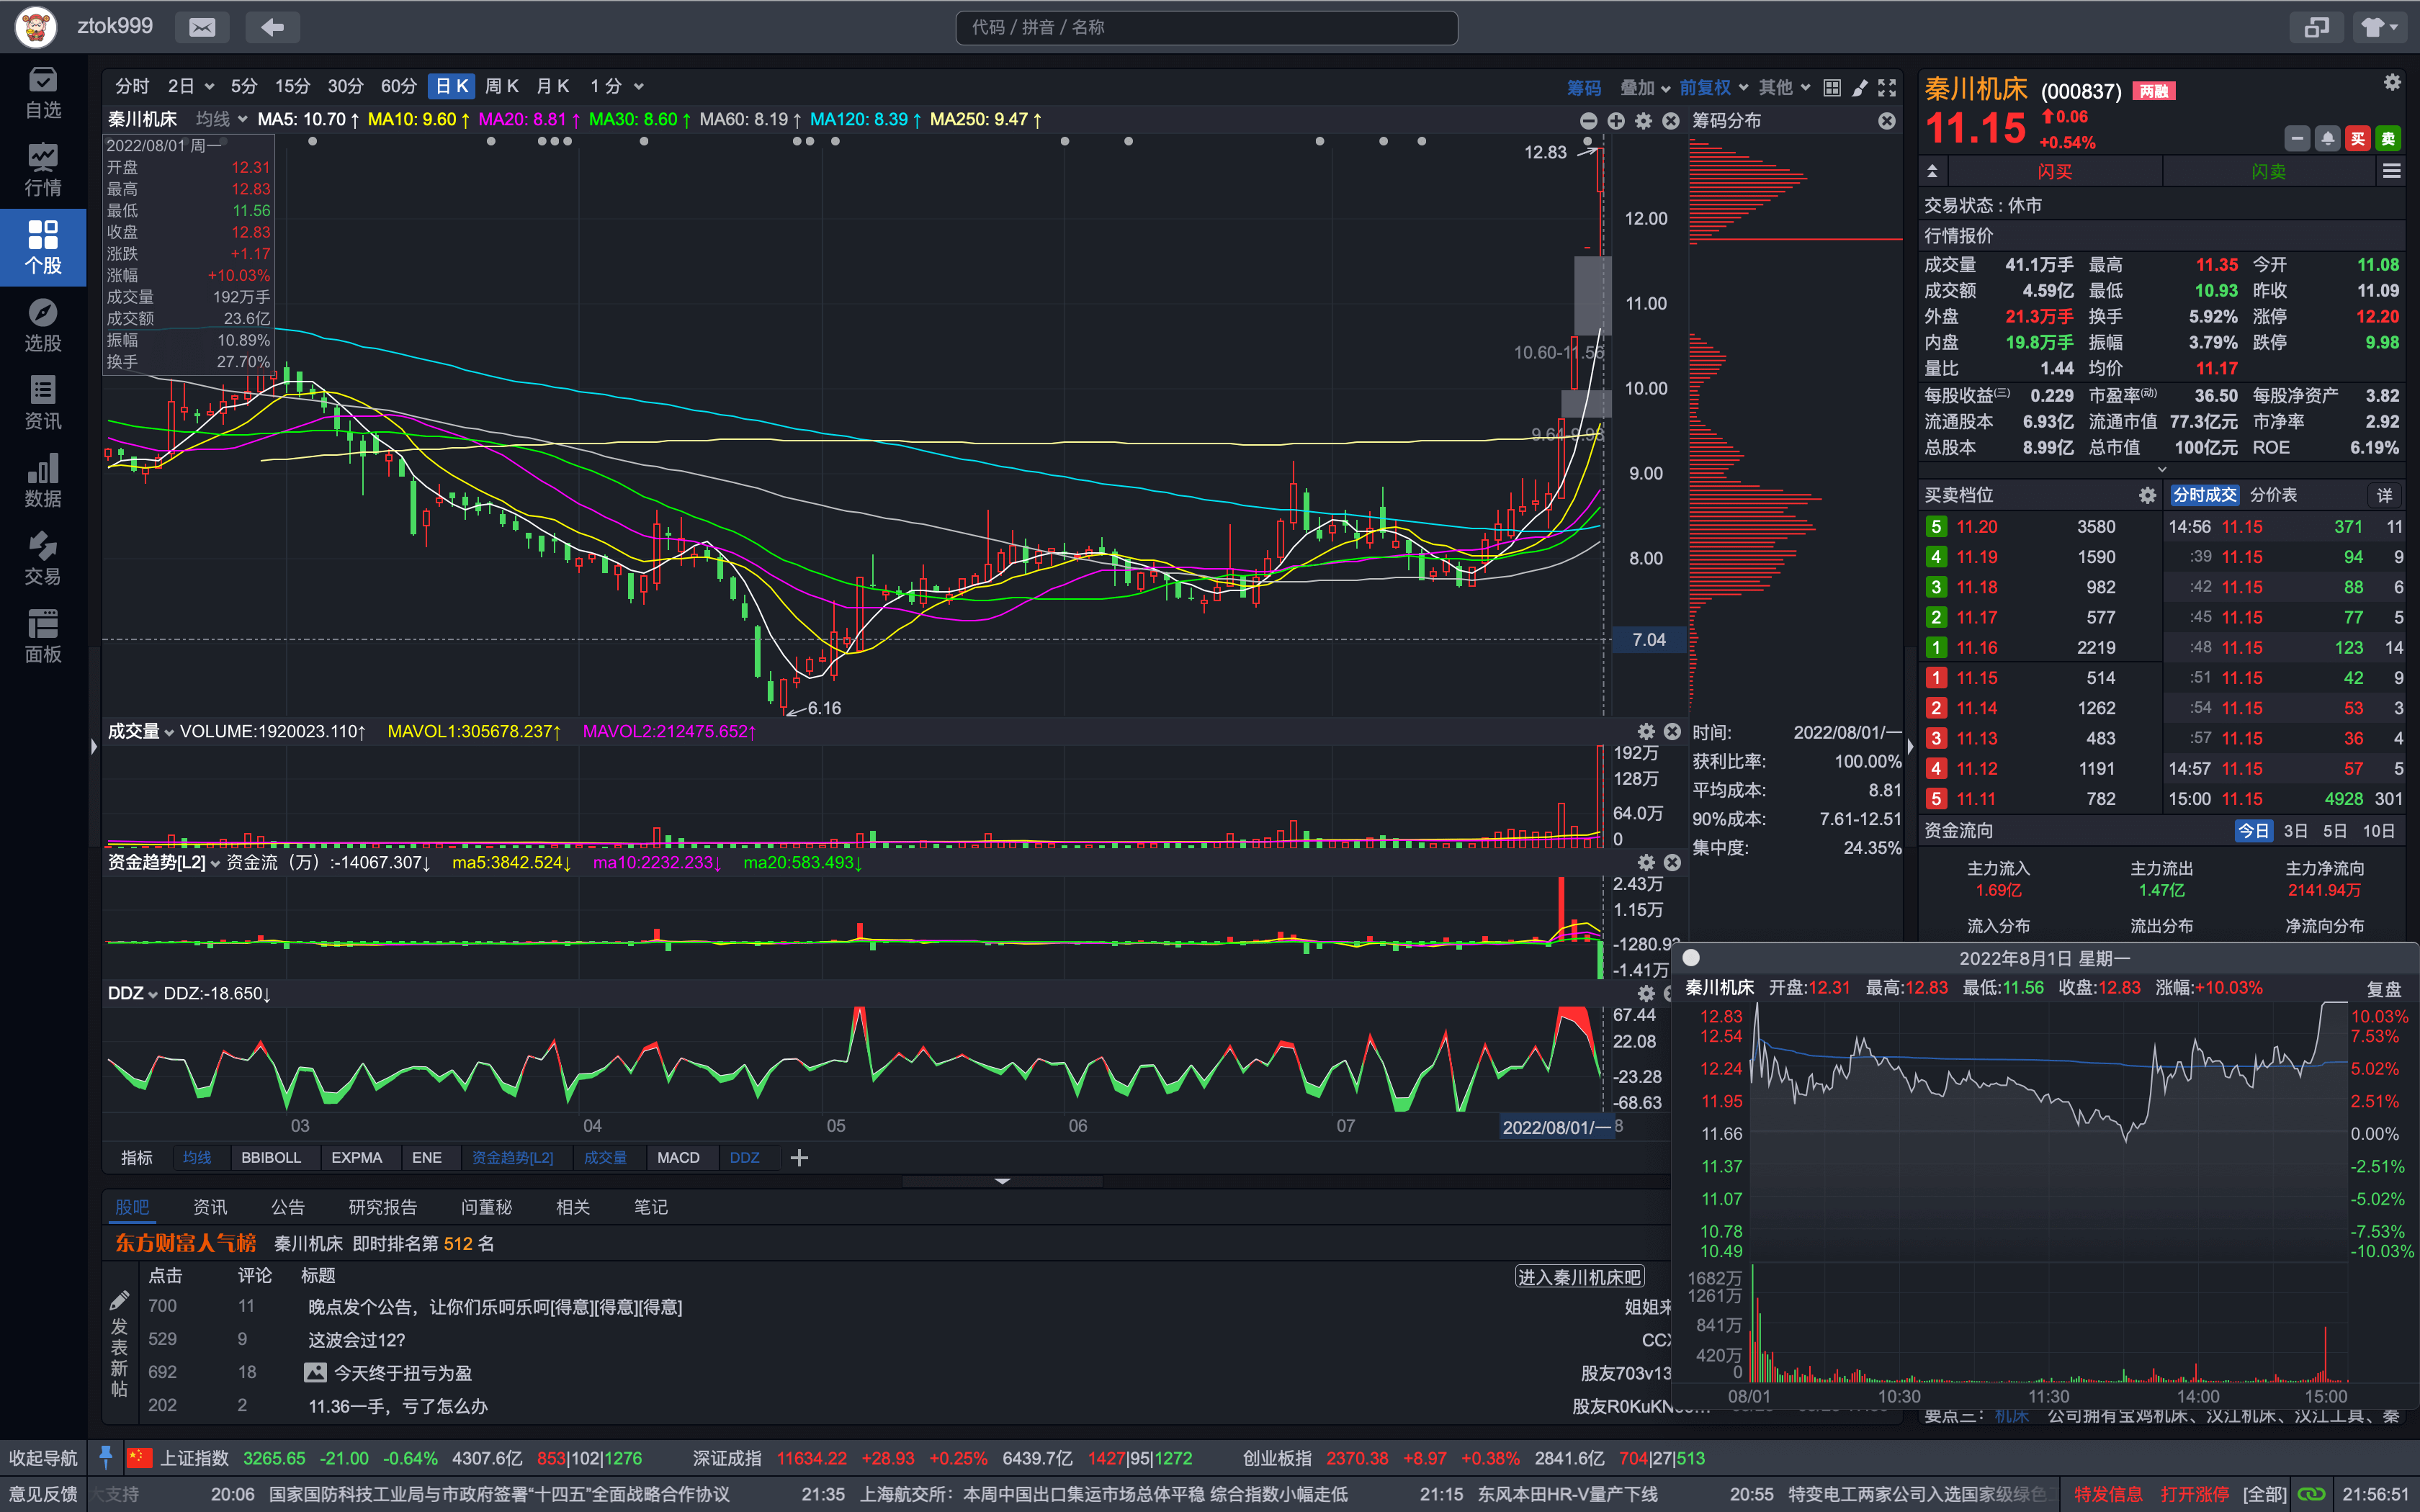 ztok999
代码 / 拼音 / 名称
自选
行情
个股
选股
资讯
数据
交易
面板
分时 2日 5分 15分 30分 60分 日K 周K 月K 1分 筹码 叠加 前复权 其他
秦川机床 均线 MA5: 10.70↑ MA10: 9.60↑ MA20: 8.81↑ MA30: 8.60↑ MA60: 8.19↑ MA120: 8.39↑ MA250: 9.47↑
2022/08/01 周一
开盘 12.31
最高 12.83
最低 11.56
收盘 12.83
涨跌 +1.17
涨幅 +10.03%
成交量 192万手
成交额 23.6亿
振幅 10.89%
换手 27.70%
12.83
12.00
11.00
10.60-11.56
10.00
9.64-9.98
9.00
8.00
7.04
6.16
筹码分布
时间: 2022/08/01/一
获利比率: 100.00%
平均成本: 8.81
90%成本: 7.61-12.51
集中度: 24.35%
成交量 VOLUME:1920023.110↑ MAVOL1:305678.237↑ MAVOL2:212475.652↑
192万
128万
64.0万
0
资金趋势[L2] 资金流（万）:-14067.307↓ ma5:3842.524↓ ma10:2232.233↓ ma20:583.493↓
2.43万
1.15万
-1280.93
-1.41万
DDZ DDZ:-18.650↓
67.44
22.08
-23.28
-68.63
03 04 05 06 07 2022/08/01/一 8
指标 均线 BBIBOLL EXPMA ENE 资金趋势[L2] 成交量 MACD DDZ
股吧 资讯 公告 研究报告 问董秘 相关 笔记
东方财富人气榜 秦川机床 即时排名第 512 名
点击 评论 标题 进入秦川机床吧
700 11 晚点发个公告，让你们乐呵乐呵[得意][得意][得意] 姐姐来
529 9 这波会过12? CCX
692 18 今天终于扭亏为盈 股友703v13
202 2 11.36一手，亏了怎么办
发表新帖
秦川机床 (000837) 两融
11.15 0.06
+0.54%
买 卖
闪买 闪卖
交易状态 : 休市
行情报价
成交量 41.1万手 最高 11.35 今开 11.08
成交额 4.59亿 最低 10.93 昨收 11.09
外盘 21.3万手 换手 5.92% 涨停 12.20
内盘 19.8万手 振幅 3.79% 跌停 9.98
量比 1.44 均价 11.17
每股收益(三) 0.229 市盈率(动) 36.50 每股净资产 3.82
流通股本 6.93亿 流通市值 77.3亿元 市净率 2.92
总股本 8.99亿 总市值 100亿元 ROE 6.19%
买卖档位 分时成交 分价表 详
5 11.20 3580 14:56 11.15 371 11
4 11.19 1590 :39 11.15 94 9
3 11.18 982 :42 11.15 88 6
2 11.17 577 :45 11.15 77 5
1 11.16 2219 :48 11.15 123 14
1 11.15 514 :51 11.15 42 9
2 11.14 1262 :54 11.15 53 3
3 11.13 483 :57 11.15 36 4
4 11.12 1191 14:57 11.15 57 5
5 11.11 782 15:00 11.15 4928 301
资金流向 今日 3日 5日 10日
主力流入 主力流出 主力净流向
1.69亿 1.47亿 2141.94万
流入分布 流出分布 净流向分布
2022年8月1日 星期一
秦川机床 开盘:12.31 最高:12.83 最低:11.56 收盘:12.83 涨幅:+10.03% 复盘
12.83 10.03%
12.54 7.53%
12.24 5.02%
11.95 2.51%
11.66 0.00%
11.37 -2.51%
11.07 -5.02%
10.78 -7.53%
10.49 -10.03%
1682万
1261万
841万
420万
0
08/01 10:30 11:30 14:00 15:00
要点三： 机床 公司拥有宝鸡机床、汉江机床、汉江工具、秦
收起导航 上证指数 3265.65 -21.00 -0.64% 4307.6亿 853|102|1276 深证成指 11634.22 +28.93 +0.25% 6439.7亿 1427|95|1272 创业板指 2370.38 +8.97 +0.38% 2841.6亿 704|27|513
意见反馈 大支持 20:06 国家国防科技工业局与市政府签署“十四五”全面战略合作协议 21:35 上海航交所：本周中国出口集运市场总体平稳 综合指数小幅走低 21:15 东风本田HR-V量产下线 20:55 特变电工两家公司入选国家级绿色工 特发信息 打开涨停 [全部] 21:56:51